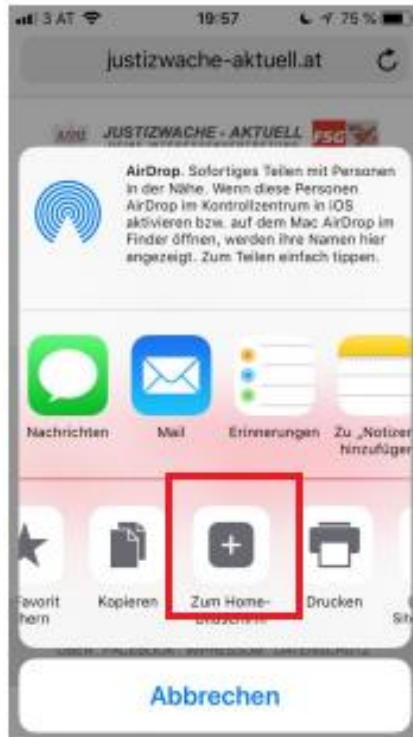 3 AT 19:57 75 %
justizwache-aktuell.at
JUSTIZWACHE - AKTUELL FSG
AirDrop. Sofortiges Teilen mit Personen
in der Nähe. Wenn diese Personen
AirDrop im Kontrollzentrum in iOS
aktivieren bzw. auf dem Mac AirDrop im
Finder öffnen, werden ihre Namen hier
angezeigt. Zum Teilen einfach tippen.
Nachrichten Mail Erinnerungen Zu „Notizen
hinzufügen
Favorit Kopieren Zum Home- Drucken
hern
Abbrechen